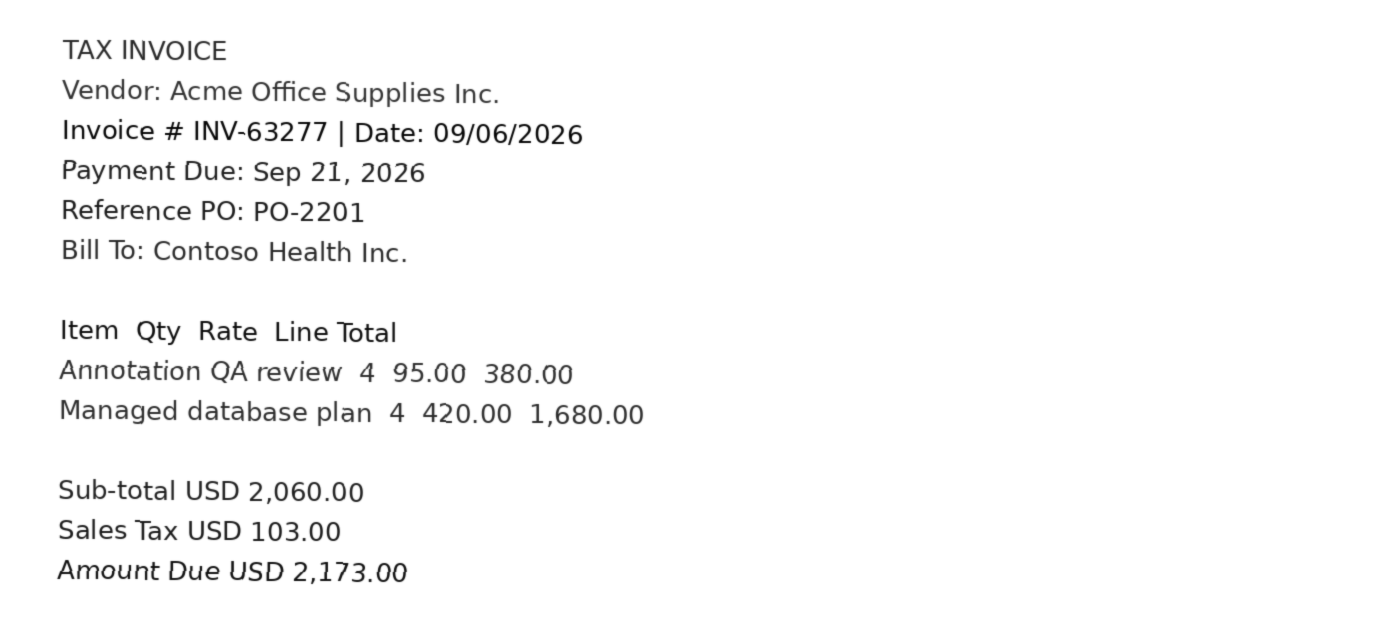 TAX INVOICE
Vendor: Acme Office Supplies Inc.
Invoice # INV-63277 | Date: 09/06/2026
Payment Due: Sep 21, 2026
Reference PO: PO-2201
Bill To: Contoso Health Inc.
Item Qty Rate Line Total
Annotation QA review 4 95.00 380.00
Managed database plan 4 420.00 1,680.00
Sub-total USD 2,060.00
Sales Tax USD 103.00
Amount Due USD 2,173.00